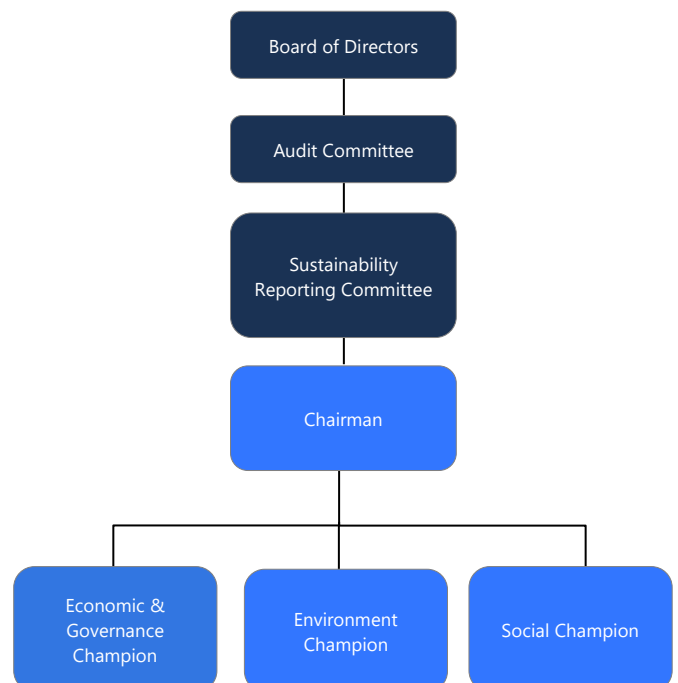 Board of Directors
Audit Committee
Sustainability
Reporting Committee
Chairman
Economic &
Governance
Champion
Environment
Champion
Social Champion